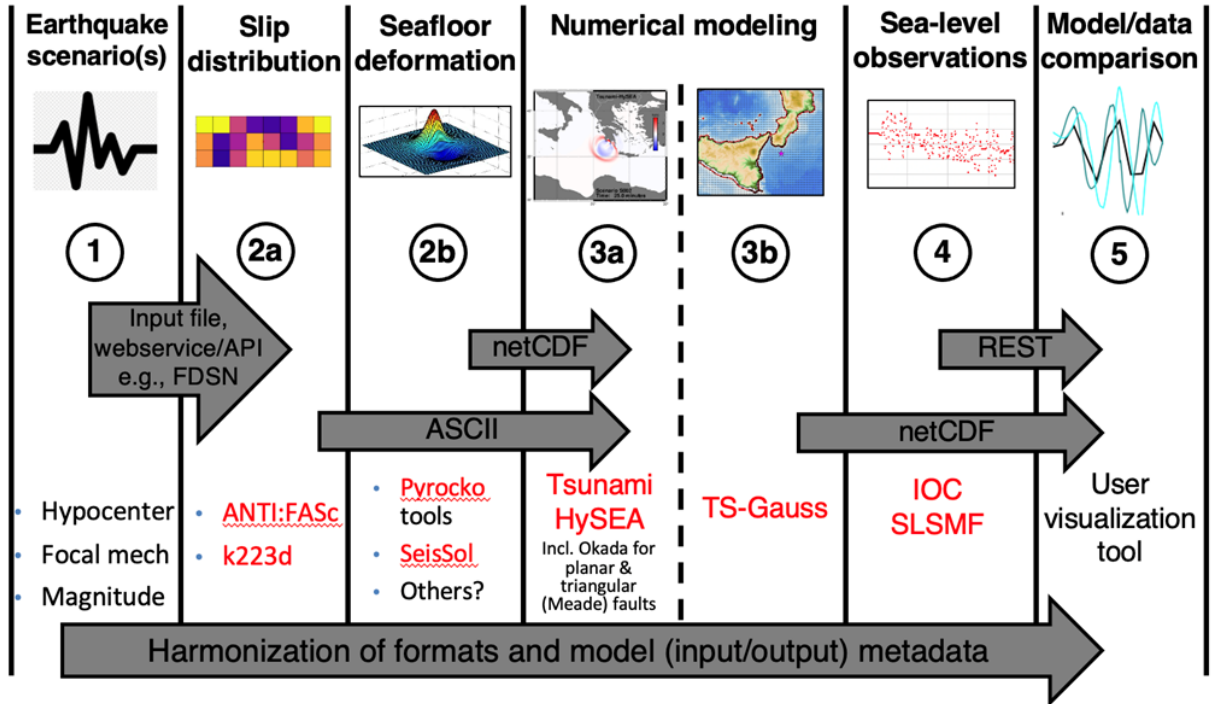 Earthquake
scenario(s)
Slip
distribution
Seafloor
deformation
Numerical modeling
Sea-level
observations
Model/data
comparison
Tsunami-HySEA
1
2a
2b
3a
3b
4
5
Input file,
webservice/API
e.g., FDSN
netCDF
REST
ASCII
netCDF
• Hypocenter
• Focal mech
• Magnitude
• ANTI:FASc
• k223d
• Pyrocko
tools
• SeisSol
• Others?
Tsunami
HySEA
Incl. Okada for
planar &
triangular
(Meade) faults
TS-Gauss
IOC
SLSMF
User
visualization
tool
Harmonization of formats and model (input/output) metadata